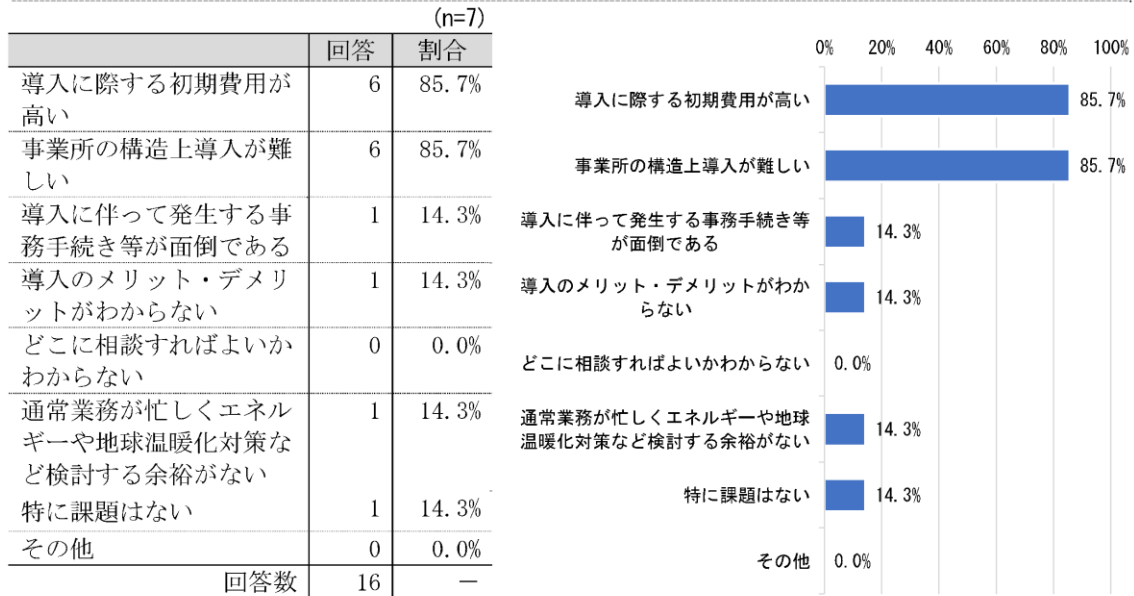 (n=7)
回答 割合
導入に際する初期費用が 6 85.7%
高い
事業所の構造上導入が難 6 85.7%
しい
導入に伴って発生する事 1 14.3%
務手続き等が面倒である
導入のメリット・デメリ 1 14.3%
ットがわからない
どこに相談すればよいか 0 0.0%
わからない
通常業務が忙しくエネル 1 14.3%
ギーや地球温暖化対策な
ど検討する余裕がない
特に課題はない 1 14.3%
その他 0 0.0%
回答数 16 －
0% 20% 40% 60% 80% 100%
導入に際する初期費用が高い 85.7%
事業所の構造上導入が難しい 85.7%
導入に伴って発生する事務手続き等
が面倒である 14.3%
導入のメリット・デメリットがわか
らない 14.3%
どこに相談すればよいかわからない 0.0%
通常業務が忙しくエネルギーや地球
温暖化対策など検討する余裕がない 14.3%
特に課題はない 14.3%
その他 0.0%